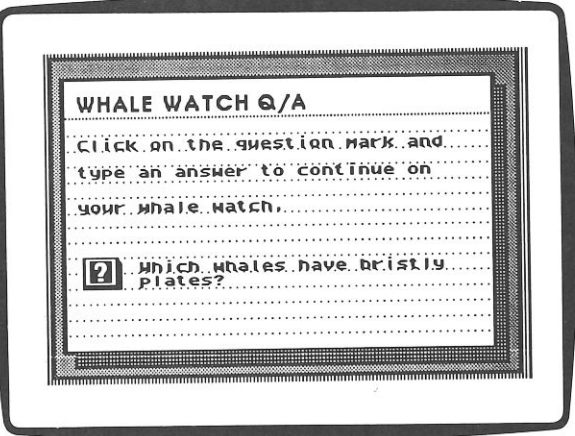 WHALE WATCH Q/A
Click on the question mark and
type an answer to continue on
your whale watch.
? Which whales have bristly
plates?